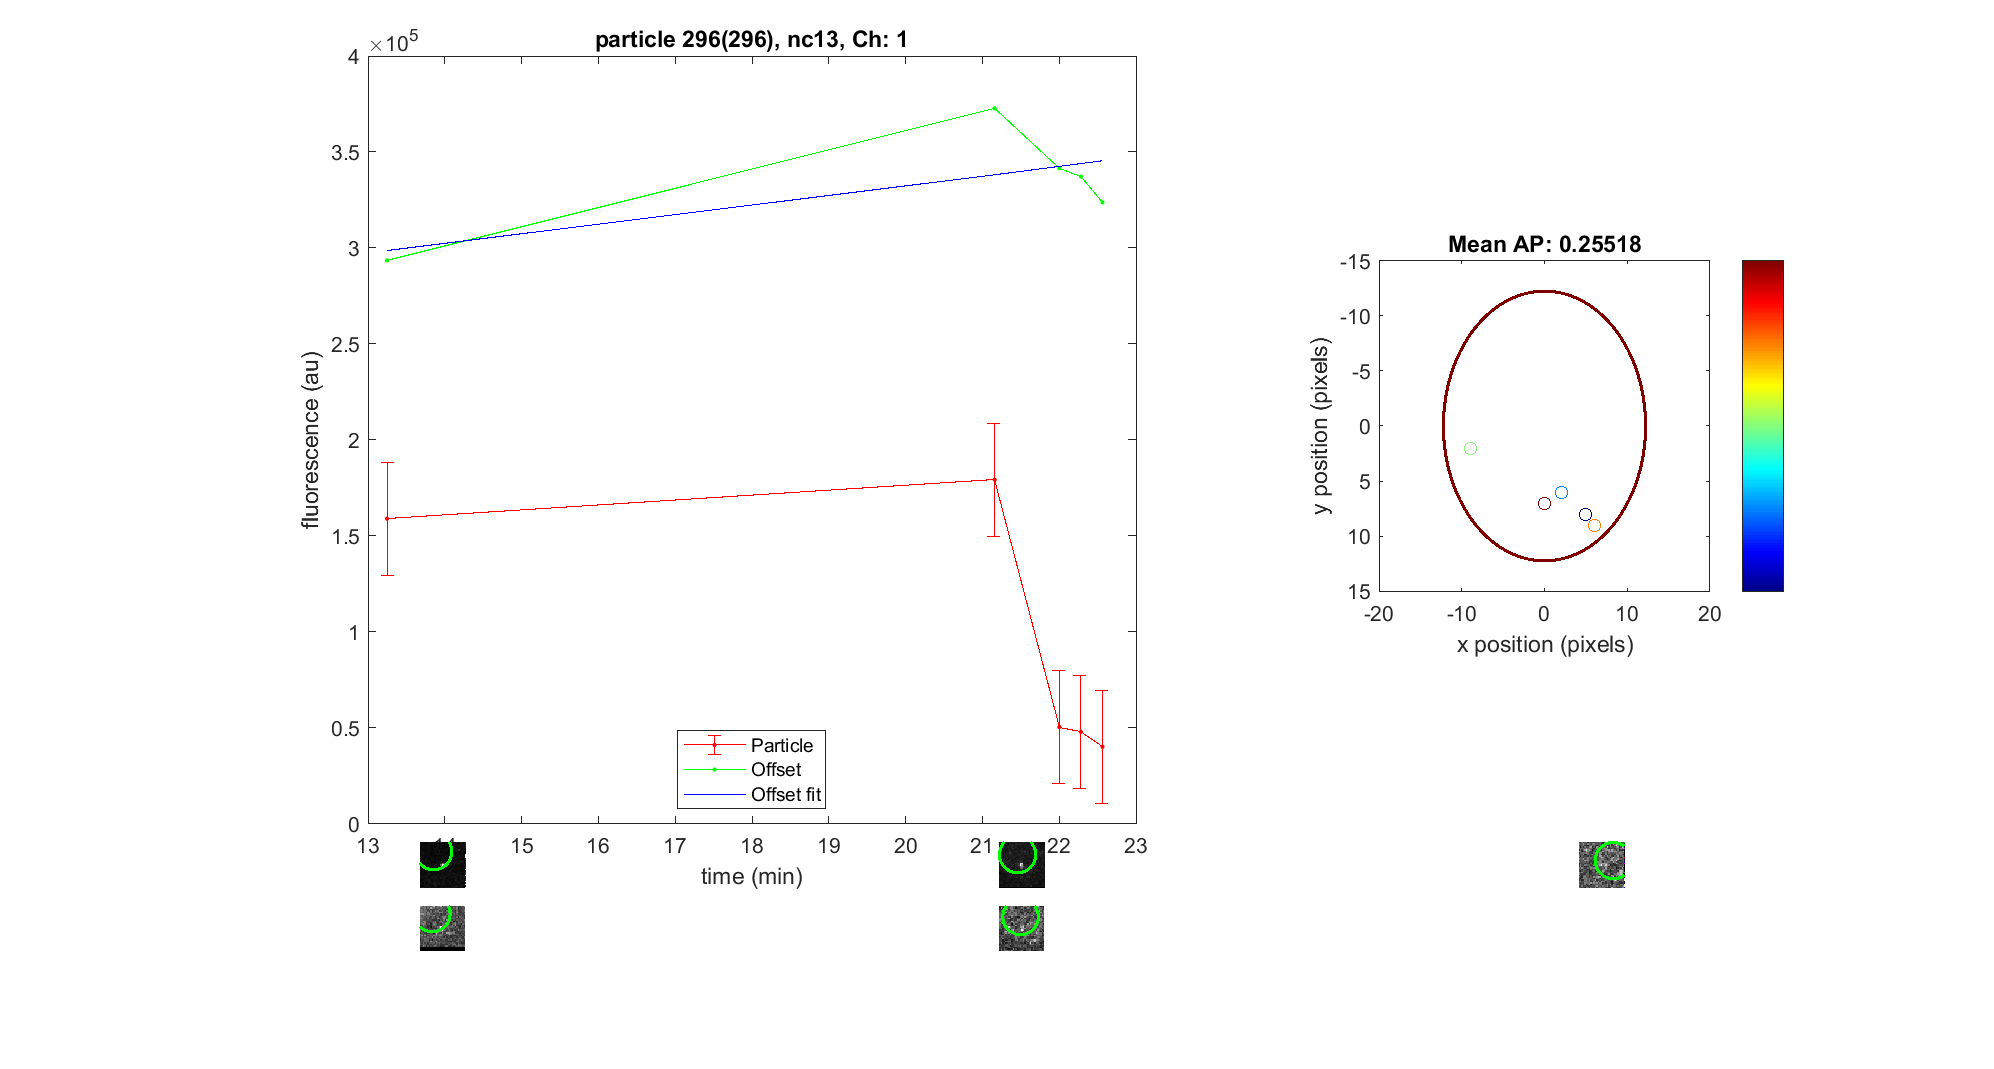 particle 296(296), nc13, Ch: 1
×10⁵
4
3.5
3
2.5
2
1.5
1
0.5
0
fluorescence (au)
Particle
Offset
Offset fit
13 14 15 16 17 18 19 20 21 22 23
time (min)
Mean AP: 0.25518
-15
-10
-5
0
5
10
15
y position (pixels)
-20 -10 0 10 20
x position (pixels)